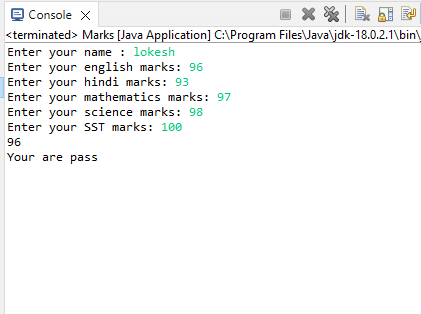 Console
<terminated> Marks [Java Application] C:\Program Files\Java\jdk-18.0.2.1\bin\
Enter your name : lokesh
Enter your english marks: 96
Enter your hindi marks: 93
Enter your mathematics marks: 97
Enter your science marks: 98
Enter your SST marks: 100
96
Your are pass